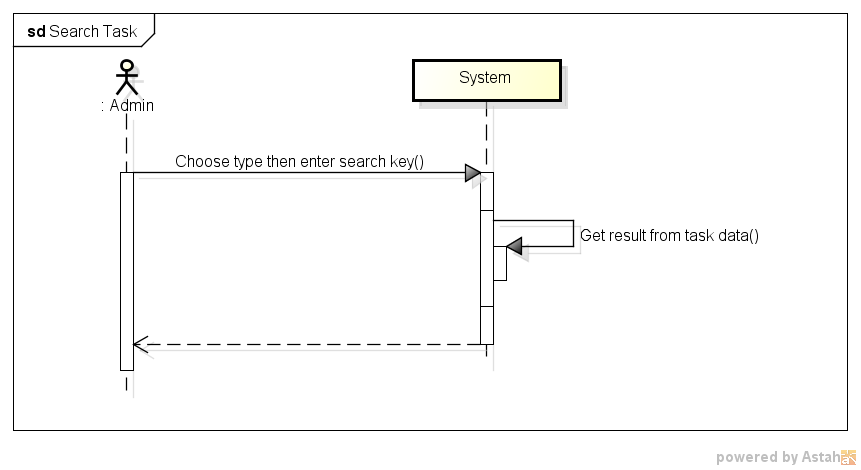 sd Search Task
: Admin
System
Choose type then enter search key()
Get result from task data()
powered by Astah